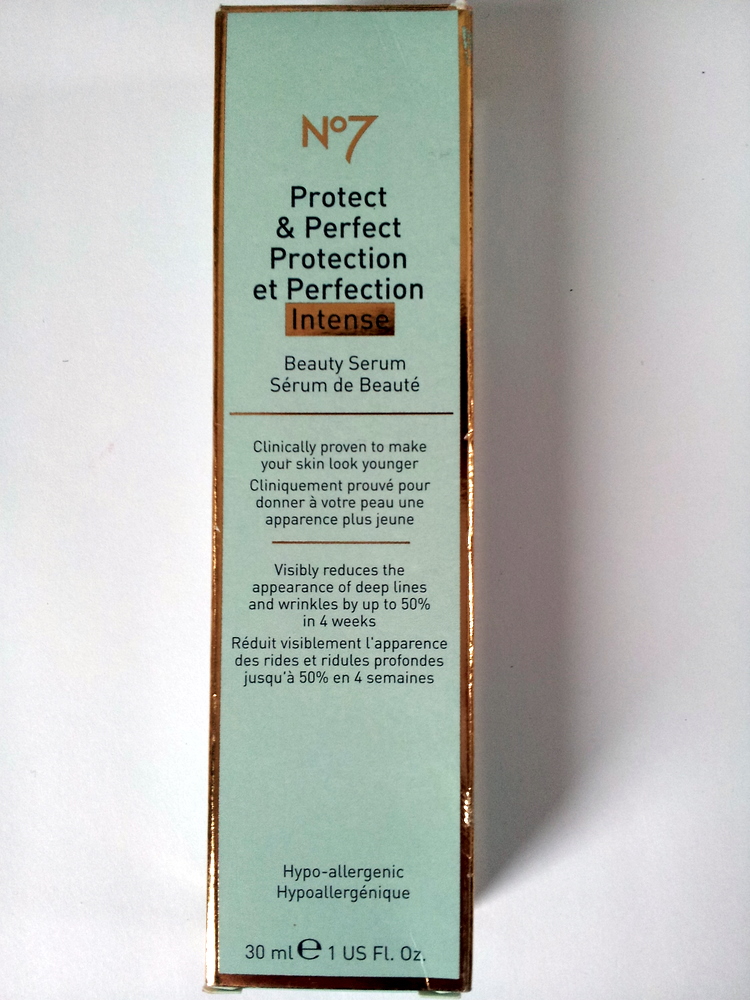 No7
Protect
& Perfect
Protection
et Perfection
Intense
Beauty Serum
Sérum de Beauté
Clinically proven to make
your skin look younger
Cliniquement prouvé pour
donner à votre peau une
apparence plus jeune
Visibly reduces the
appearance of deep lines
and wrinkles by up to 50%
in 4 weeks
Réduit visiblement l'apparence
des rides et ridules profondes
jusqu'à 50% en 4 semaines
Hypo-allergenic
Hypoallergénique
30 ml ℮ 1 US Fl. Oz.